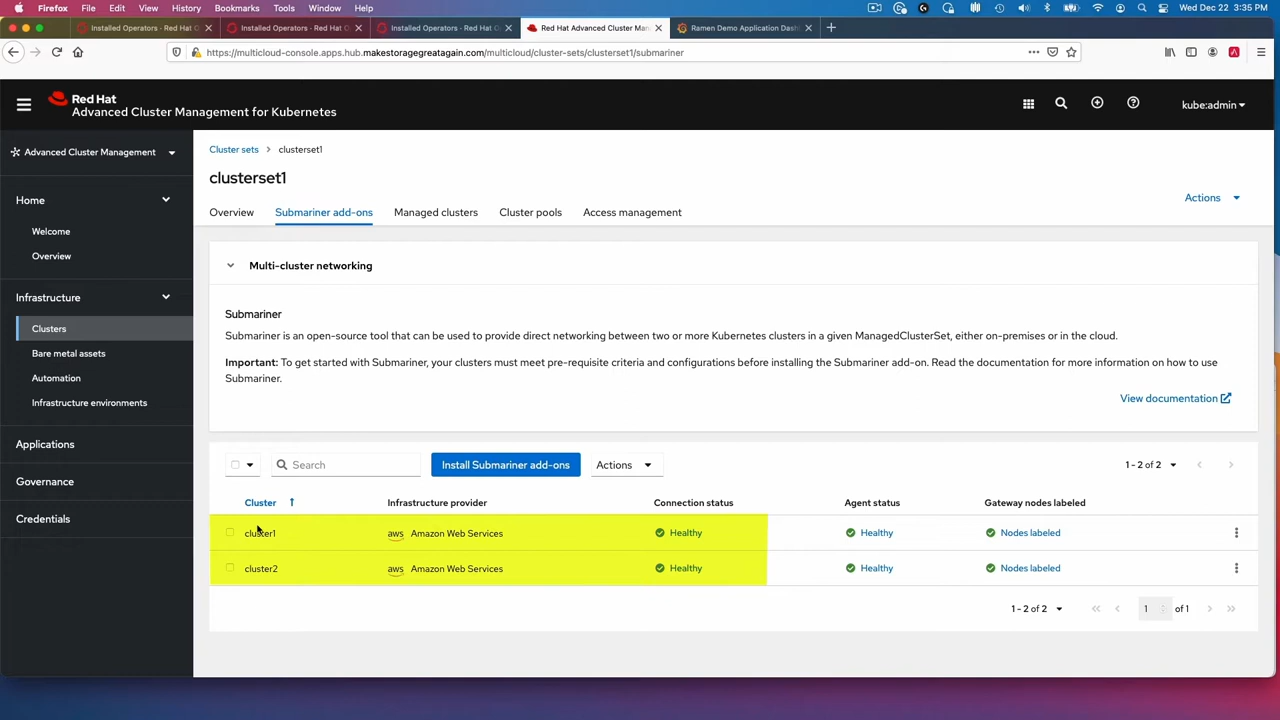 Firefox File Edit View History Bookmarks Tools Window Help
Wed Dec 22 3:35 PM
Installed Operators · Red Hat O
Installed Operators · Red Hat O
Installed Operators · Red Hat O
Red Hat Advanced Cluster Man
Ramen Demo Application Dash
https://multicloud-console.apps.hub.makestoragegreatagain.com/multicloud/cluster-sets/clusterset1/submariner
Red Hat
Advanced Cluster Management for Kubernetes
kube:admin
Advanced Cluster Management
Home
Welcome
Overview
Infrastructure
Clusters
Bare metal assets
Automation
Infrastructure environments
Applications
Governance
Credentials
Cluster sets > clusterset1
clusterset1
Actions
Overview Submariner add-ons Managed clusters Cluster pools Access management
Multi-cluster networking
Submariner
Submariner is an open-source tool that can be used to provide direct networking between two or more Kubernetes clusters in a given ManagedClusterSet, either on-premises or in the cloud.
Important: To get started with Submariner, your clusters must meet pre-requisite criteria and configurations before installing the Submariner add-on. Read the documentation for more information on how to use
Submariner.
View documentation
Search Install Submariner add-ons Actions 1 - 2 of 2
Cluster Infrastructure provider Connection status Agent status Gateway nodes labeled
cluster1 aws Amazon Web Services Healthy Healthy Nodes labeled
cluster2 aws Amazon Web Services Healthy Healthy Nodes labeled
1 - 2 of 2 1 of 1